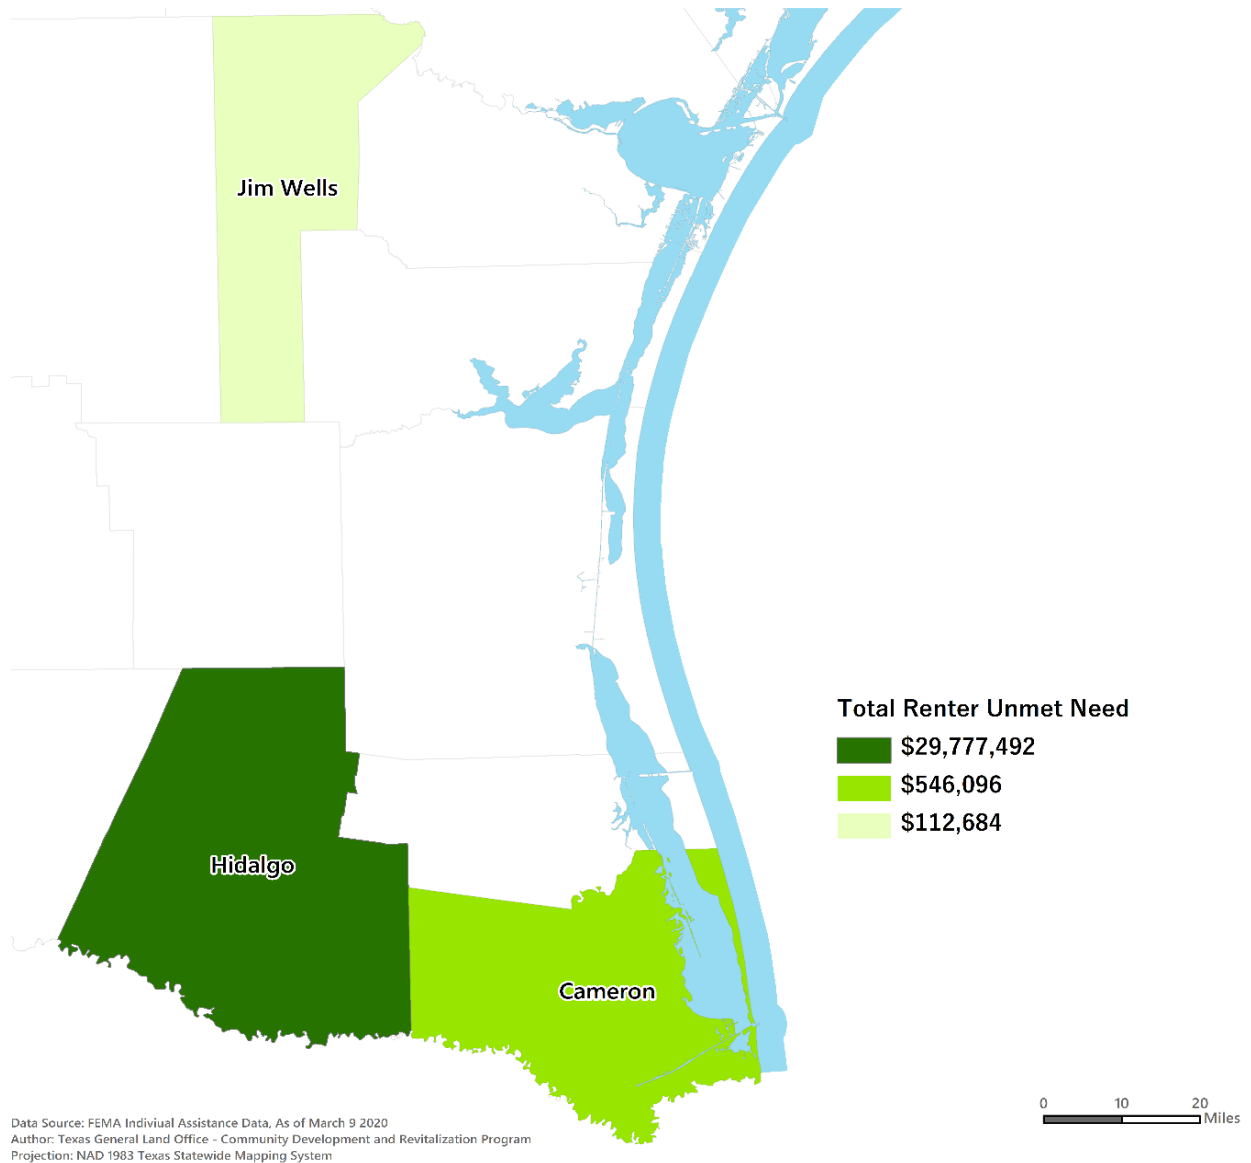 Jim Wells
Total Renter Unmet Need
$29,777,492
$546,096
$112,684
Hidalgo
Cameron
0 10 20
Miles
Data Source: FEMA Indiviual Assistance Data, As of March 9 2020
Author: Texas General Land Office - Community Development and Revitalization Program
Projection: NAD 1983 Texas Statewide Mapping System